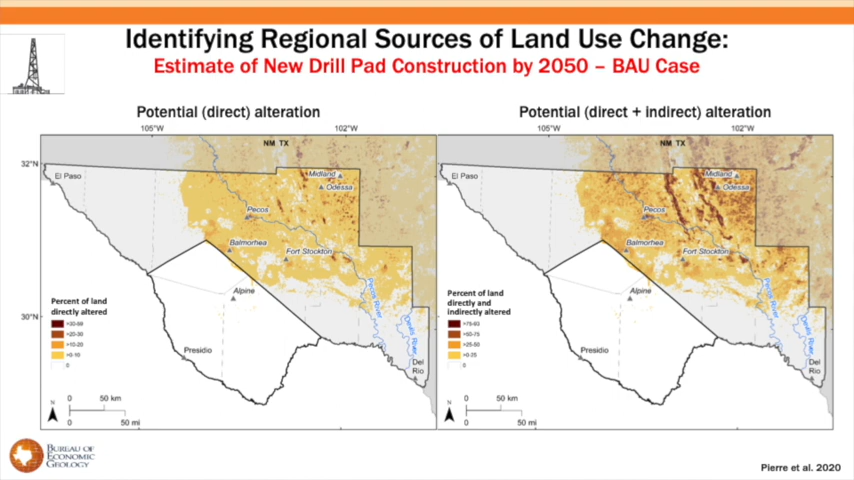 Identifying Regional Sources of Land Use Change:
Estimate of New Drill Pad Construction by 2050 – BAU Case
Potential (direct) alteration
105°W
102°W
NM TX
32°N
El Paso
Midland
Odessa
Pecos
Balmorhea
Fort Stockton
Alpine
Pecos River
Devils River
Presidio
Del
Rio
30°N
Percent of land
directly altered
>20-30
>10-20
>0-10
0
N
0 50 km
0 50 mi
Potential (direct + indirect) alteration
105°W
102°W
NM TX
32°N
El Paso
Midland
Odessa
Pecos
Balmorhea
Fort Stockton
Alpine
Pecos River
Devils River
Presidio
Del
Rio
30°N
Percent of land
directly and
indirectly altered
>50-75
>25-50
>0-25
0
N
0 50 km
0 50 mi
BUREAU OF
ECONOMIC
GEOLOGY
Pierre et al. 2020